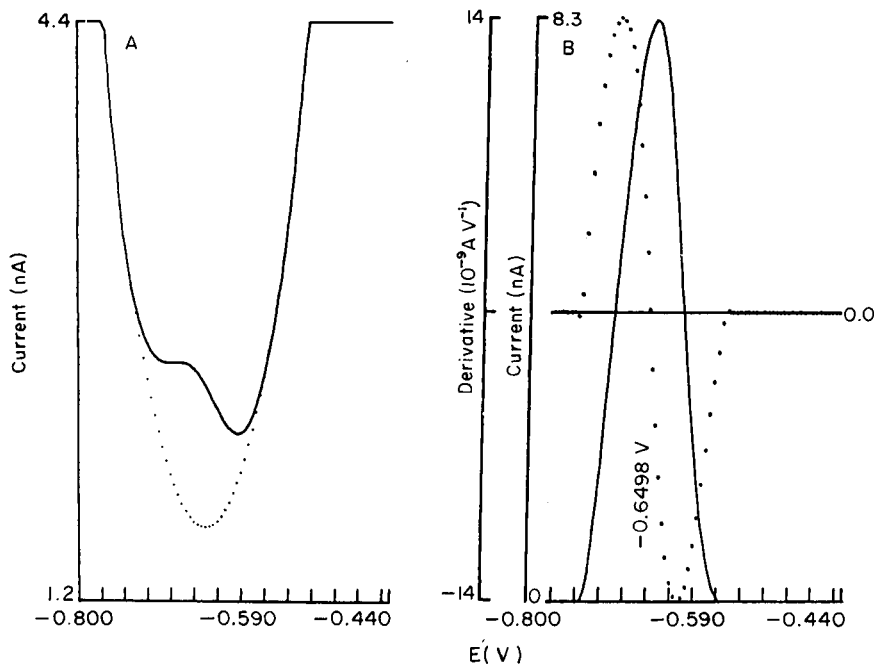 4.4
A
Current (nA)
1.2
−0.800
−0.590
−0.440
14
8.3
B
Derivative (10⁻⁹A V⁻¹)
Current (nA)
0.0
−0.6498 V
−14
0
−0.800
−0.590
−0.440
E(V)